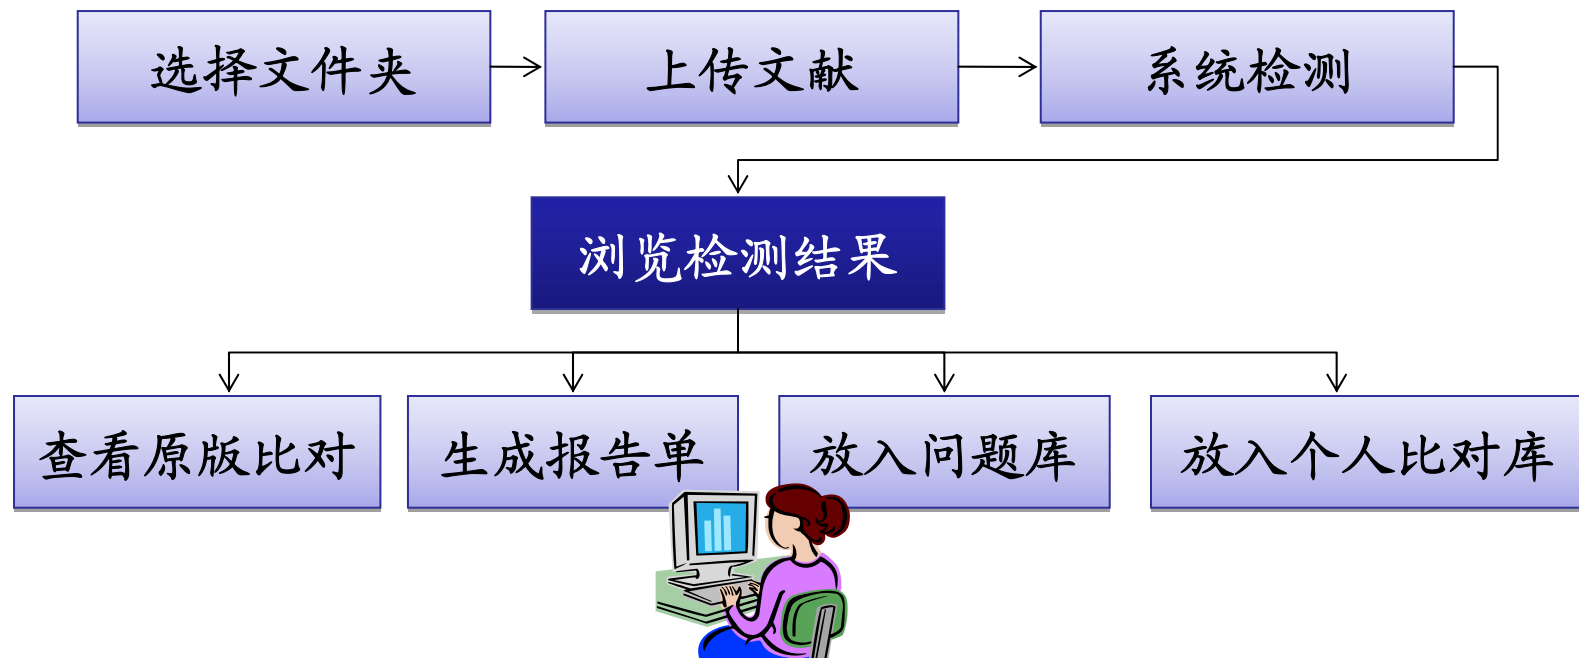 选择文件夹
上传文献
系统检测
浏览检测结果
查看原版比对
生成报告单
放入问题库
放入个人比对库